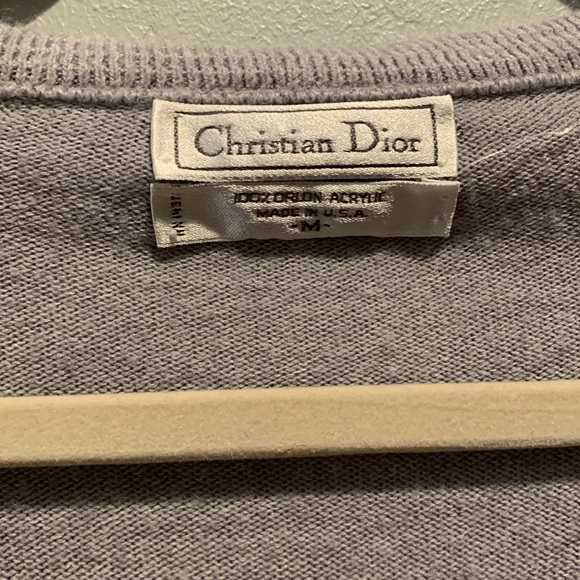 Christian Dior
100% ORLON ACRYLIC
MADE IN U.S.A
-M-